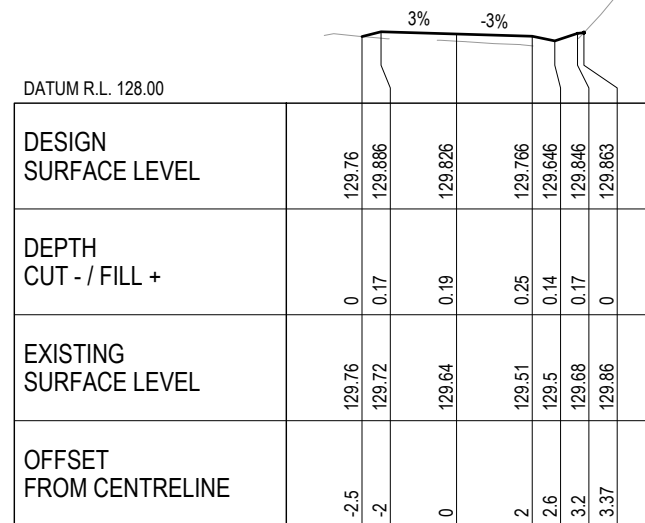 3% -3%
DATUM R.L. 128.00
DESIGN
SURFACE LEVEL
129.76 129.886 129.826 129.766 129.646 129.846 129.863
DEPTH
CUT - / FILL +
0 0.17 0.19 0.25 0.14 0.17 0
EXISTING
SURFACE LEVEL
129.76 129.72 129.64 129.51 129.5 129.68 129.86
OFFSET
FROM CENTRELINE
-2.5 -2 0 2 2.6 3.2 3.37